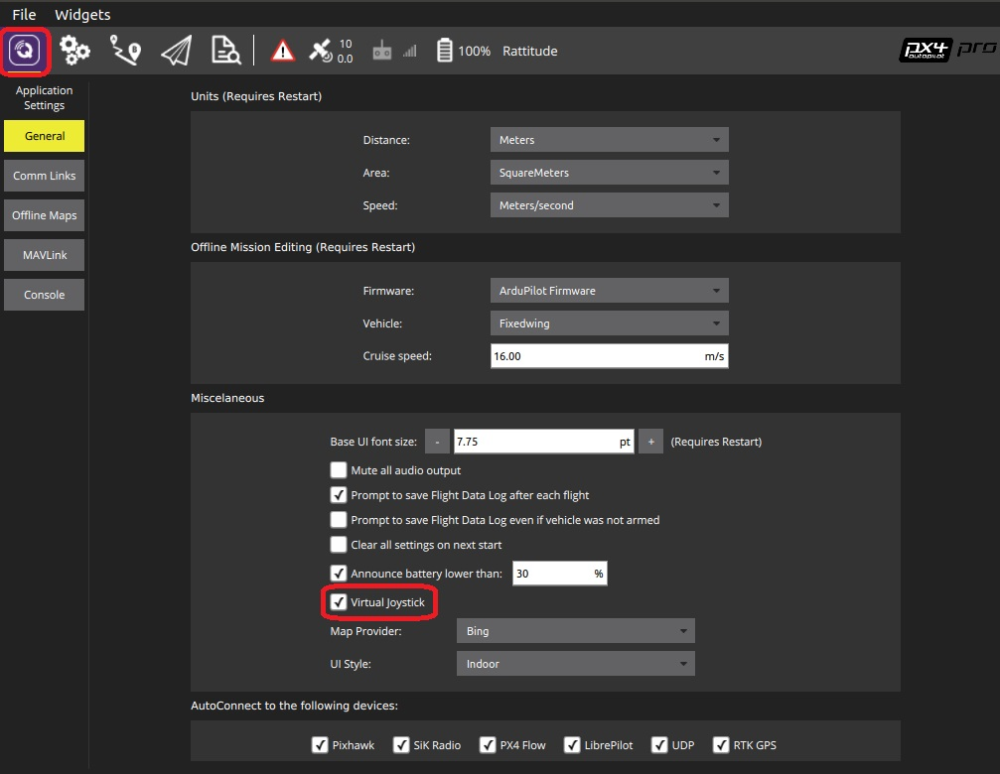 File Widgets
10
0.0
100% Rattitude
px4 pro
autopilot
Application
Settings
General
Comm Links
Offline Maps
MAVLink
Console
Units (Requires Restart)
Distance: Meters
Area: SquareMeters
Speed: Meters/second
Offline Mission Editing (Requires Restart)
Firmware: ArduPilot Firmware
Vehicle: Fixedwing
Cruise speed: 16.00 m/s
Miscelaneous
Base UI font size: - 7.75 pt + (Requires Restart)
Mute all audio output
Prompt to save Flight Data Log after each flight
Prompt to save Flight Data Log even if vehicle was not armed
Clear all settings on next start
Announce battery lower than: 30 %
Virtual Joystick
Map Provider: Bing
UI Style: Indoor
AutoConnect to the following devices:
Pixhawk SiK Radio PX4 Flow LibrePilot UDP RTK GPS